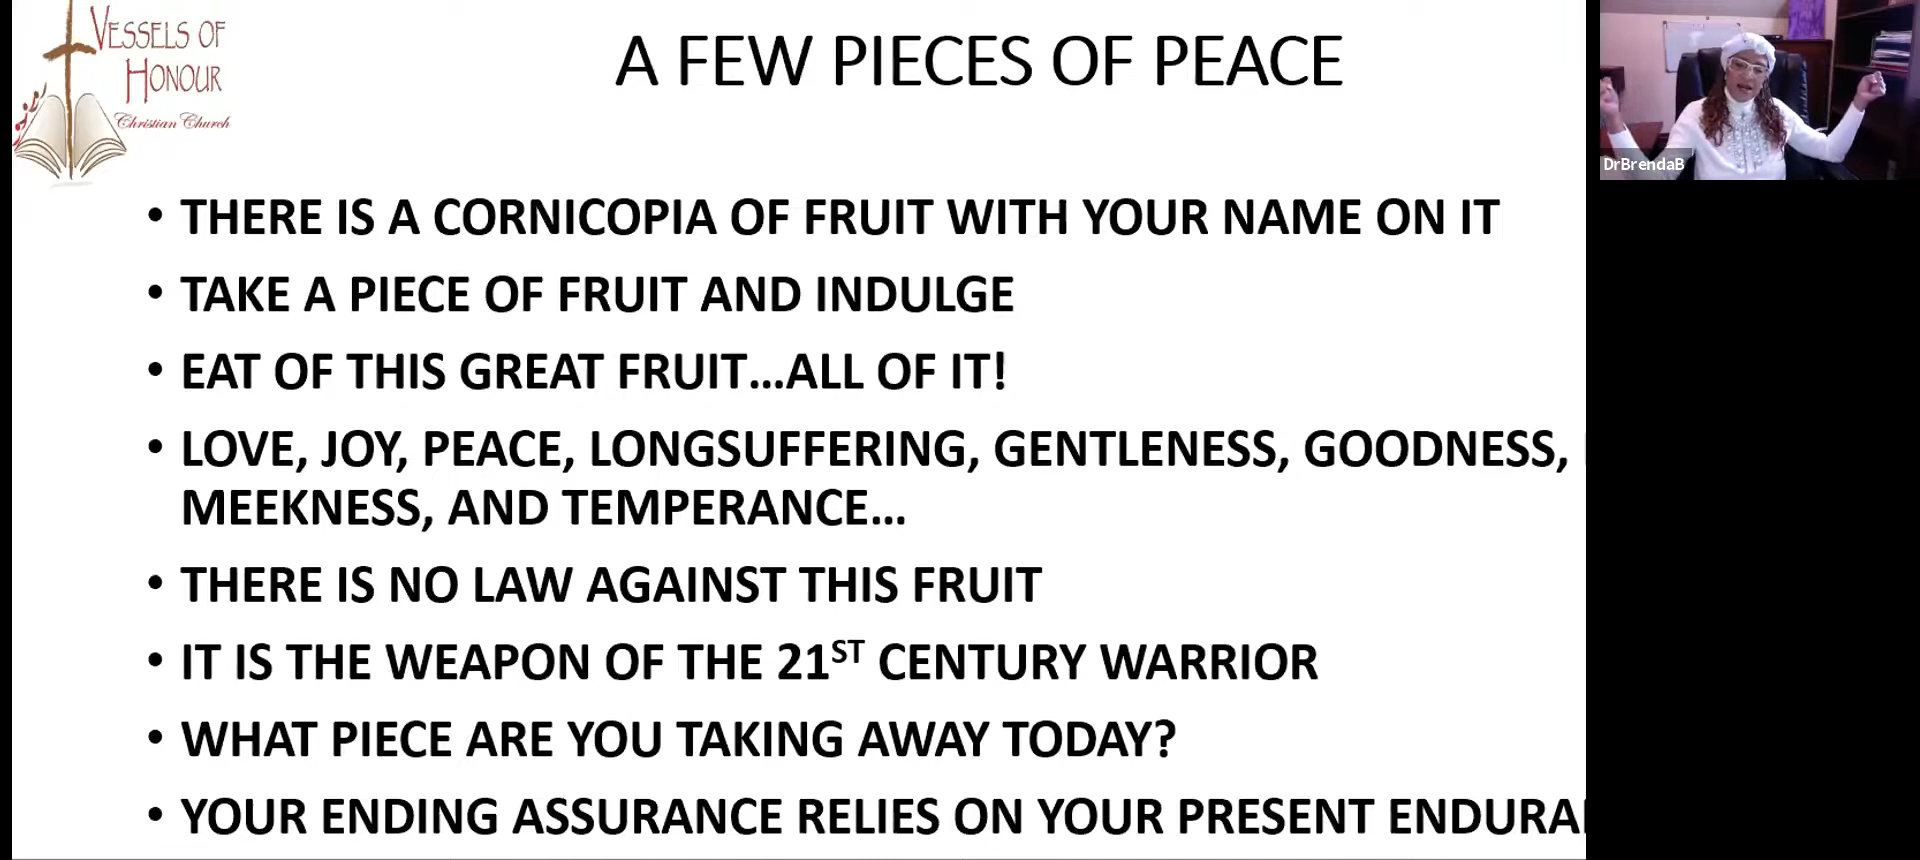 VESSELS OF
HONOUR
Christian Church
A FEW PIECES OF PEACE
DrBrendaB
• THERE IS A CORNICOPIA OF FRUIT WITH YOUR NAME ON IT
• TAKE A PIECE OF FRUIT AND INDULGE
• EAT OF THIS GREAT FRUIT...ALL OF IT!
• LOVE, JOY, PEACE, LONGSUFFERING, GENTLENESS, GOODNESS,
MEEKNESS, AND TEMPERANCE...
• THERE IS NO LAW AGAINST THIS FRUIT
• IT IS THE WEAPON OF THE 21ST CENTURY WARRIOR
• WHAT PIECE ARE YOU TAKING AWAY TODAY?
• YOUR ENDING ASSURANCE RELIES ON YOUR PRESENT ENDURA